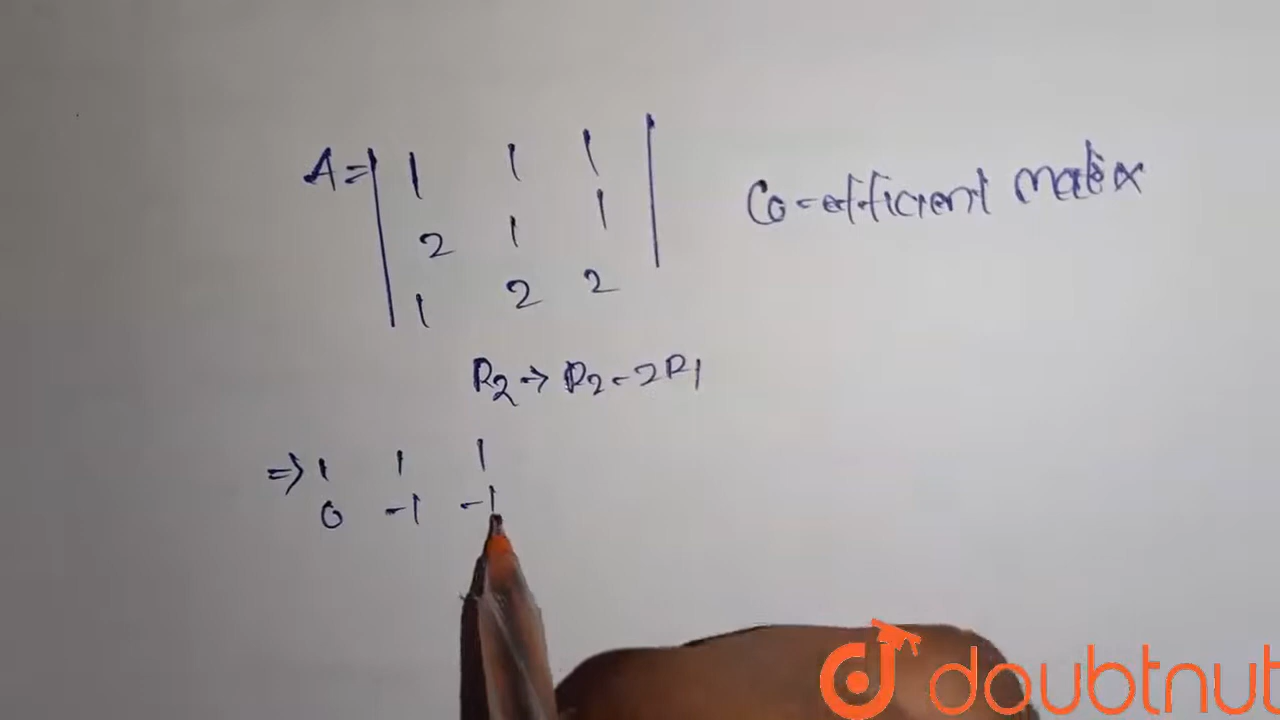 A = | 1 1 1 |
2 1 1
1 2 2
Co-efficient matrix
R2 → R2 - 2R1
⇒ 1 1 1
0 -1 -1
doubtnut